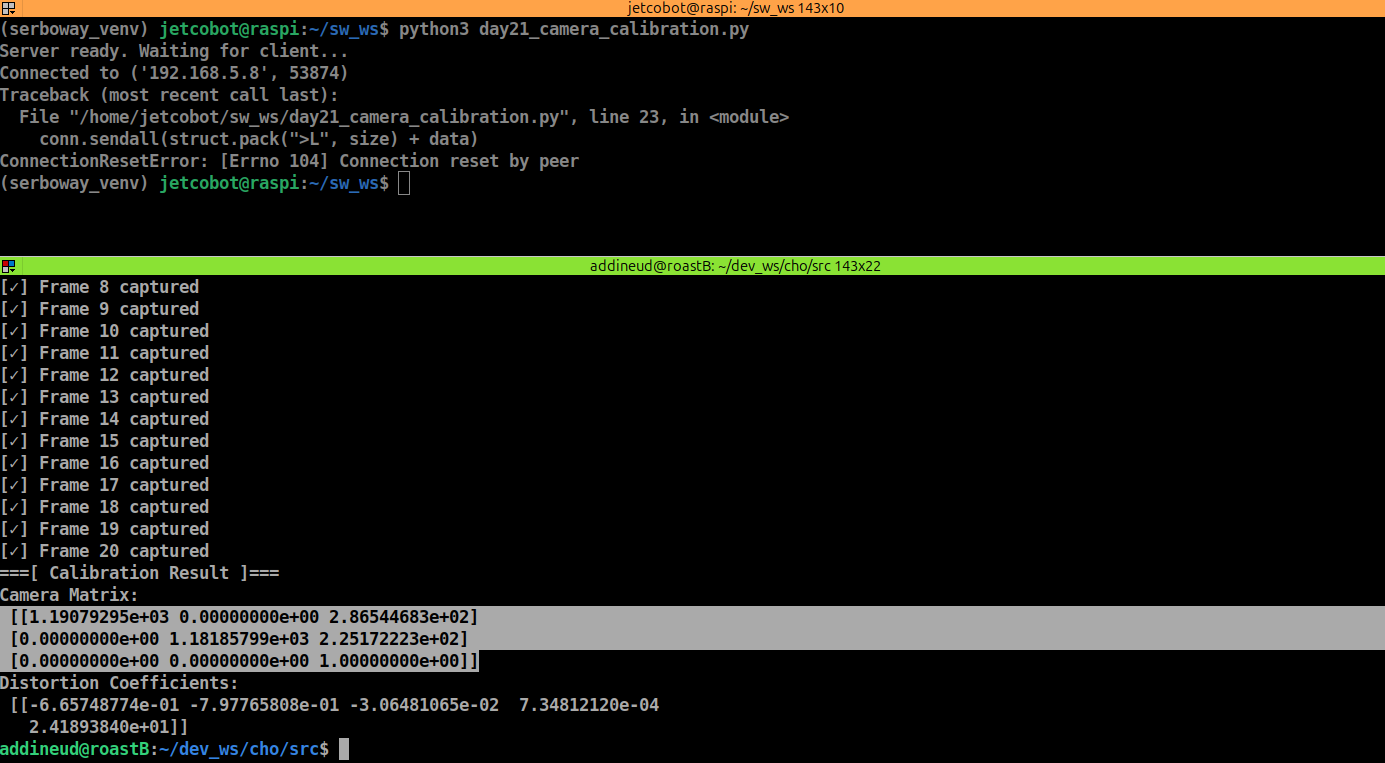 jetcobot@raspi: ~/sw_ws 143x10
(serboway_venv) jetcobot@raspi:~/sw_ws$ python3 day21_camera_calibration.py
Server ready. Waiting for client...
Connected to ('192.168.5.8', 53874)
Traceback (most recent call last):
  File "/home/jetcobot/sw_ws/day21_camera_calibration.py", line 23, in <module>
    conn.sendall(struct.pack(">L", size) + data)
ConnectionResetError: [Errno 104] Connection reset by peer
(serboway_venv) jetcobot@raspi:~/sw_ws$
addineud@roastB: ~/dev_ws/cho/src 143x22
[✓] Frame 8 captured
[✓] Frame 9 captured
[✓] Frame 10 captured
[✓] Frame 11 captured
[✓] Frame 12 captured
[✓] Frame 13 captured
[✓] Frame 14 captured
[✓] Frame 15 captured
[✓] Frame 16 captured
[✓] Frame 17 captured
[✓] Frame 18 captured
[✓] Frame 19 captured
[✓] Frame 20 captured
===[ Calibration Result ]===
Camera Matrix:
 [[1.19079295e+03 0.00000000e+00 2.86544683e+02]
 [0.00000000e+00 1.18185799e+03 2.25172223e+02]
 [0.00000000e+00 0.00000000e+00 1.00000000e+00]]
Distortion Coefficients:
 [[-6.65748774e-01 -7.97765808e-01 -3.06481065e-02  7.34812120e-04
   2.41893840e+01]]
addineud@roastB:~/dev_ws/cho/src$